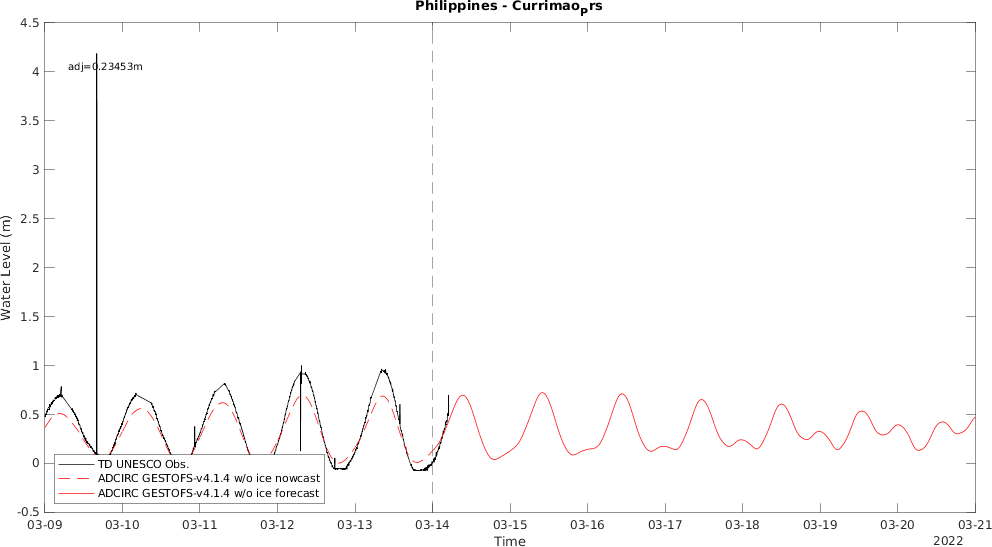 Philippines - Currimaoprs
4.5
4
3.5
3
2.5
2
1.5
1
0.5
0
-0.5
Water Level (m)
adj=0.23453m
TD UNESCO Obs.
ADCIRC GESTOFS-v4.1.4 w/o ice nowcast
ADCIRC GESTOFS-v4.1.4 w/o ice forecast
03-09 03-10 03-11 03-12 03-13 03-14 03-15 03-16 03-17 03-18 03-19 03-20 03-21
Time
2022